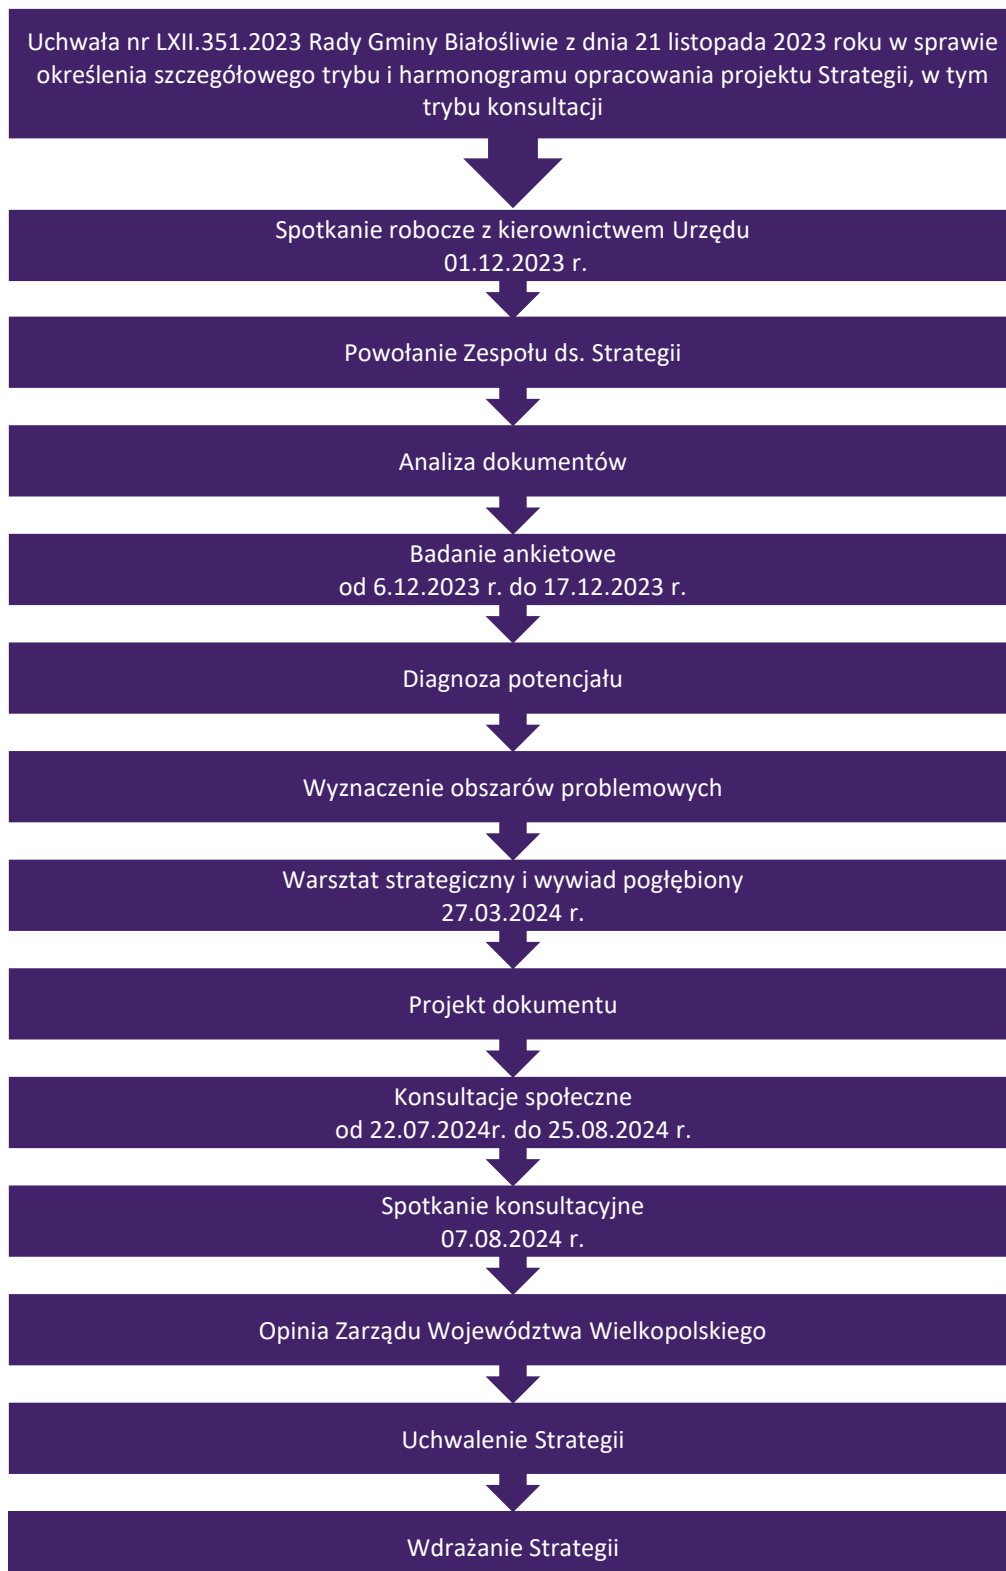 Uchwała nr LXII.351.2023 Rady Gminy Białośliwie z dnia 21 listopada 2023 roku w sprawie
określenia szczegółowego trybu i harmonogramu opracowania projektu Strategii, w tym
trybu konsultacji
Spotkanie robocze z kierownictwem Urzędu
01.12.2023 r.
Powołanie Zespołu ds. Strategii
Analiza dokumentów
Badanie ankietowe
od 6.12.2023 r. do 17.12.2023 r.
Diagnoza potencjału
Wyznaczenie obszarów problemowych
Warsztat strategiczny i wywiad pogłębiony
27.03.2024 r.
Projekt dokumentu
Konsultacje społeczne
od 22.07.2024r. do 25.08.2024 r.
Spotkanie konsultacyjne
07.08.2024 r.
Opinia Zarządu Województwa Wielkopolskiego
Uchwalenie Strategii
Wdrażanie Strategii